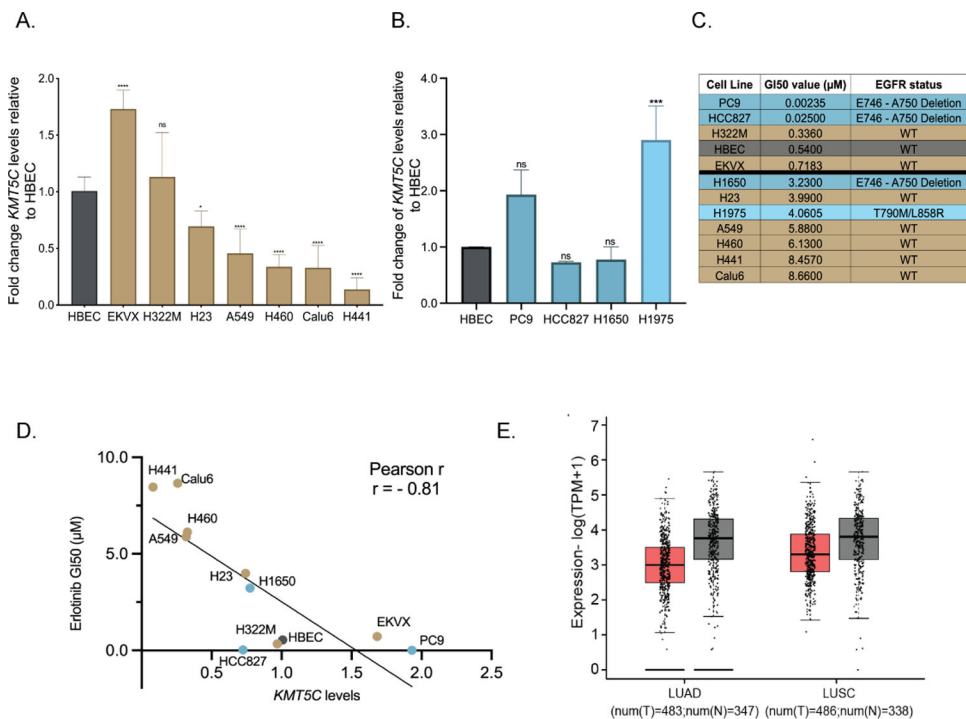 A.
Fold change of KMT5C levels relative
to HBEC
2.0
1.5
1.0
0.5
0.0
****
ns
*
****
****
****
****
HBEC EKVX H322M H23 A549 H460 Calu6 H441
B.
Fold change of KMT5C levels relative
to HBEC
4.0
3.0
2.0
1.0
0.0
ns
ns
ns
***
HBEC PC9 HCC827 H1650 H1975
C.
Cell Line GI50 value (µM) EGFR status
PC9 0.00235 E746 - A750 Deletion
HCC827 0.02500 E746 - A750 Deletion
H322M 0.3360 WT
HBEC 0.5400 WT
EKVX 0.7183 WT
H1650 3.2300 E746 - A750 Deletion
H23 3.9900 WT
H1975 4.0605 T790M/L858R
A549 5.8800 WT
H460 6.1300 WT
H441 8.4570 WT
Calu6 8.6600 WT
D.
Erlotinib GI50 (µM)
10.0
5.0
0.0
H441
Calu6
H460
A549
H23
H1650
H322M
HBEC
HCC827
EKVX
PC9
Pearson r
r = - 0.81
0.5 1.0 1.5 2.0
KMT5C levels
E.
Expression- log(TPM+1)
7
6
5
4
3
2
1
0
LUAD LUSC
(num(T)=483;num(N)=347) (num(T)=486;num(N)=338)